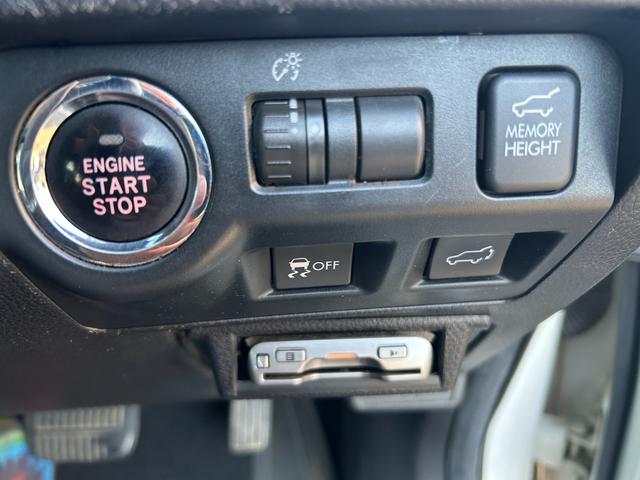 ENGINE
START
STOP
MEMORY
HEIGHT
OFF